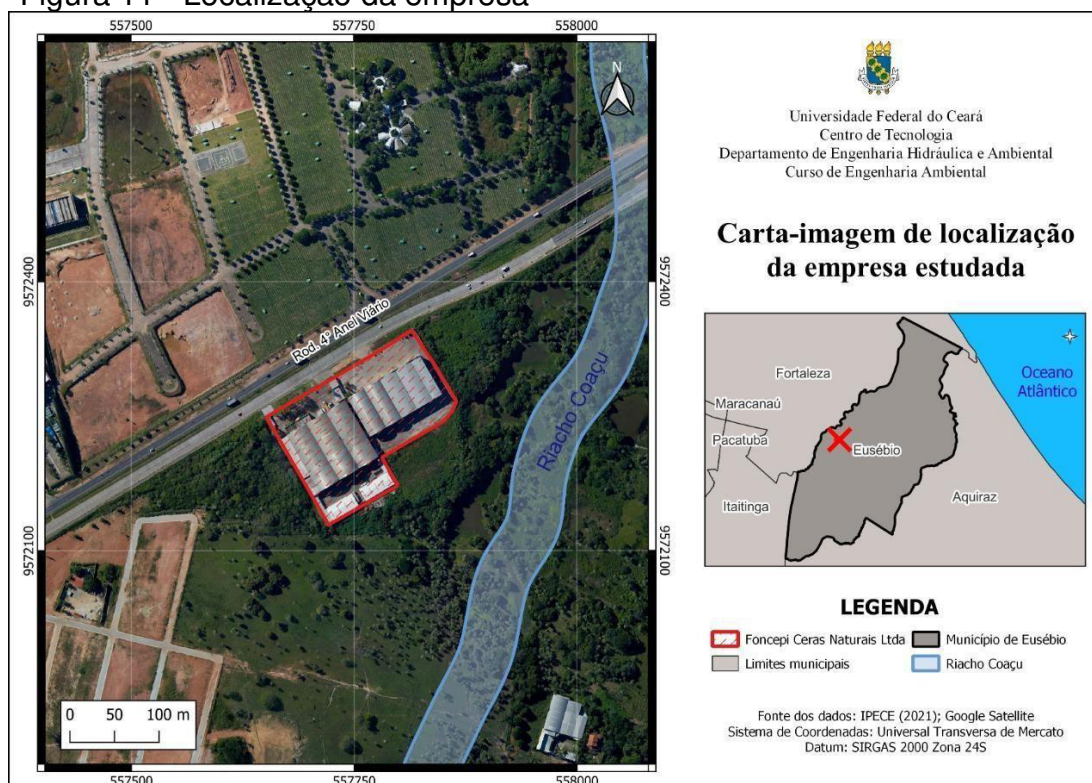 Figura 11 - Localização da empresa
557500
557750
558000
N
9572400
9572400
Rod. 4° Anel Viário
Riacho Coaçu
9572100
9572100
0 50 100 m
557500
557750
558000
Universidade Federal do Ceará
Centro de Tecnologia
Departamento de Engenharia Hidráulica e Ambiental
Curso de Engenharia Ambiental
Carta-imagem de localização
da empresa estudada
Fortaleza
Oceano
Atlântico
Maracanaú
Pacatuba
Eusébio
Itaitinga
Aquiraz
LEGENDA
Foncepi Ceras Naturais Ltda
Município de Eusébio
Limites municipais
Riacho Coaçu
Fonte dos dados: IPECE (2021); Google Satellite
Sistema de Coordenadas: Universal Transversa de Mercato
Datum: SIRGAS 2000 Zona 24S